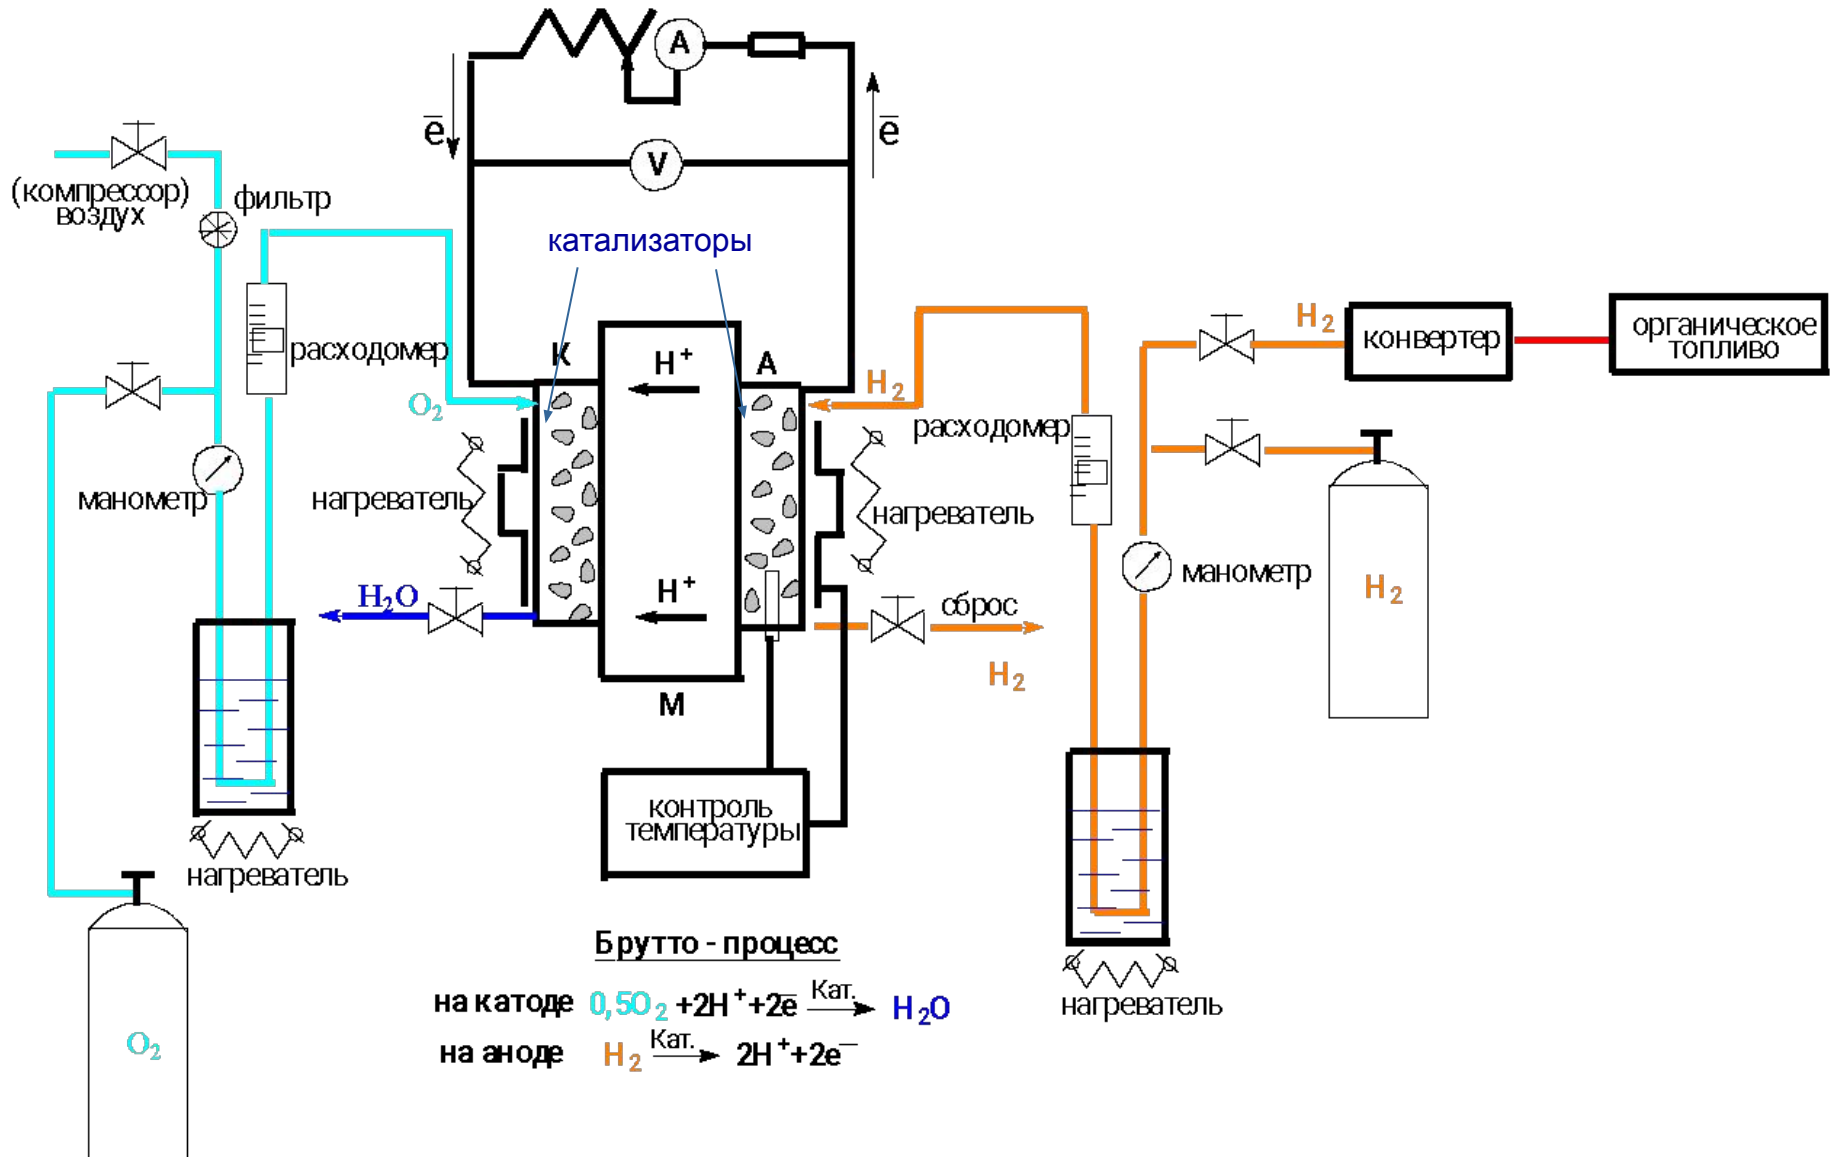 A
ē
ē
V
(компрессор)
воздух
фильтр
катализаторы
H₂
конвертер
органическое
топливо
расходомер
К
H⁺
А
H₂
O₂
расходомер
манометр
нагреватель
нагреватель
манометр
H₂
H₂O
H⁺
сброс
H₂
М
контроль
температуры
нагреватель
Брутто - процесс
на катоде 0,5O₂ +2H⁺+2ē Кат. → H₂O
нагреватель
O₂
на аноде H₂ Кат. → 2H⁺+2e⁻